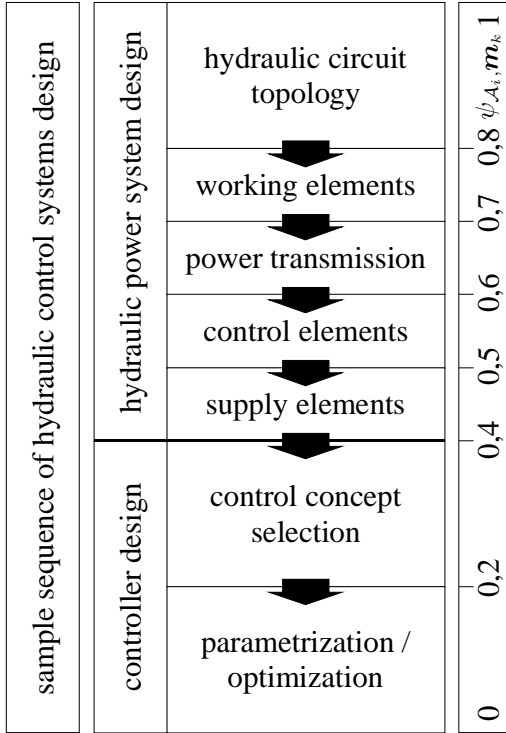 sample sequence of hydraulic control systems design
hydraulic power system design
controller design
hydraulic circuit
topology
working elements
power transmission
control elements
supply elements
control concept
selection
parametrization /
optimization
0 0,2 0,4 0,5 0,6 0,7 0,8 ψ𝒜ᵢ,mₖ 1